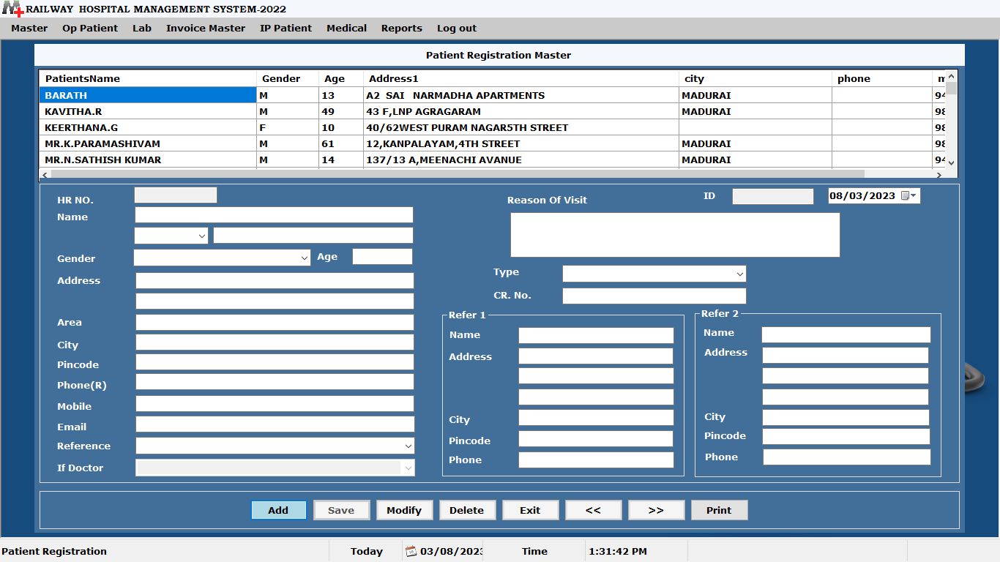 RAILWAY HOSPITAL MANAGEMENT SYSTEM-2022
Master Op Patient Lab Invoice Master IP Patient Medical Reports Log out
Patient Registration Master
PatientsName Gender Age Address1 city phone
BARATH M 13 A2 SAI NARMADHA APARTMENTS MADURAI 94
KAVITHA.R M 49 43 F,LNP AGRAGARAM MADURAI 98
KEERTHANA.G F 10 40/62WEST PURAM NAGAR5TH STREET 98
MR.K.PARAMASHIVAM M 61 12,KANPALAYAM,4TH STREET MADURAI 98
MR.N.SATHISH KUMAR M 14 137/13 A,MEENACHI AVANUE MADURAI 94
HR NO.
Name
Gender Age
Address
Area
City
Pincode
Phone(R)
Mobile
Email
Reference
If Doctor
Reason Of Visit
ID 08/03/2023
Type
CR. No.
Refer 1
Name
Address
City
Pincode
Phone
Refer 2
Name
Address
City
Pincode
Phone
Add Save Modify Delete Exit << >> Print
Patient Registration Today 03/08/202 Time 1:31:42 PM